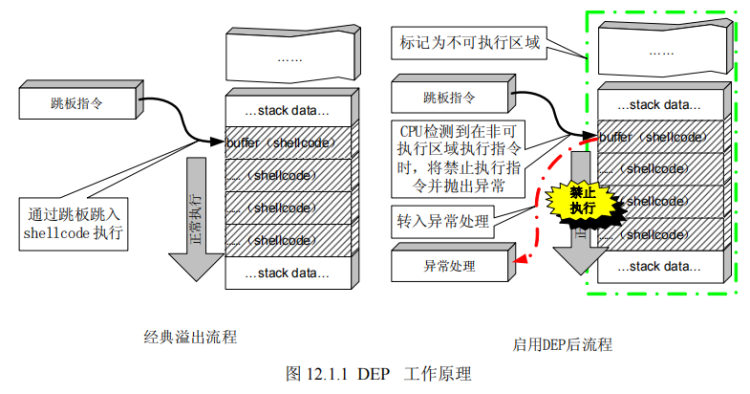 ……
跳板指令
…stack data…
buffer（shellcode）
……（shellcode）
……（shellcode）
……（shellcode）
…stack data…
正常执行
通过跳板跳入
shellcode 执行
经典溢出流程
标记为不可执行区域
……
跳板指令
CPU检测到在非可
执行区域执行指令
时，将禁止执行指
令并抛出异常
转入异常处理
异常处理
…stack data…
buffer（shellcode）
……（shellcode）
……（shellcode）
……（shellcode）
…stack data…
禁止
执行
正
启用DEP后流程
图 12.1.1 DEP 工作原理